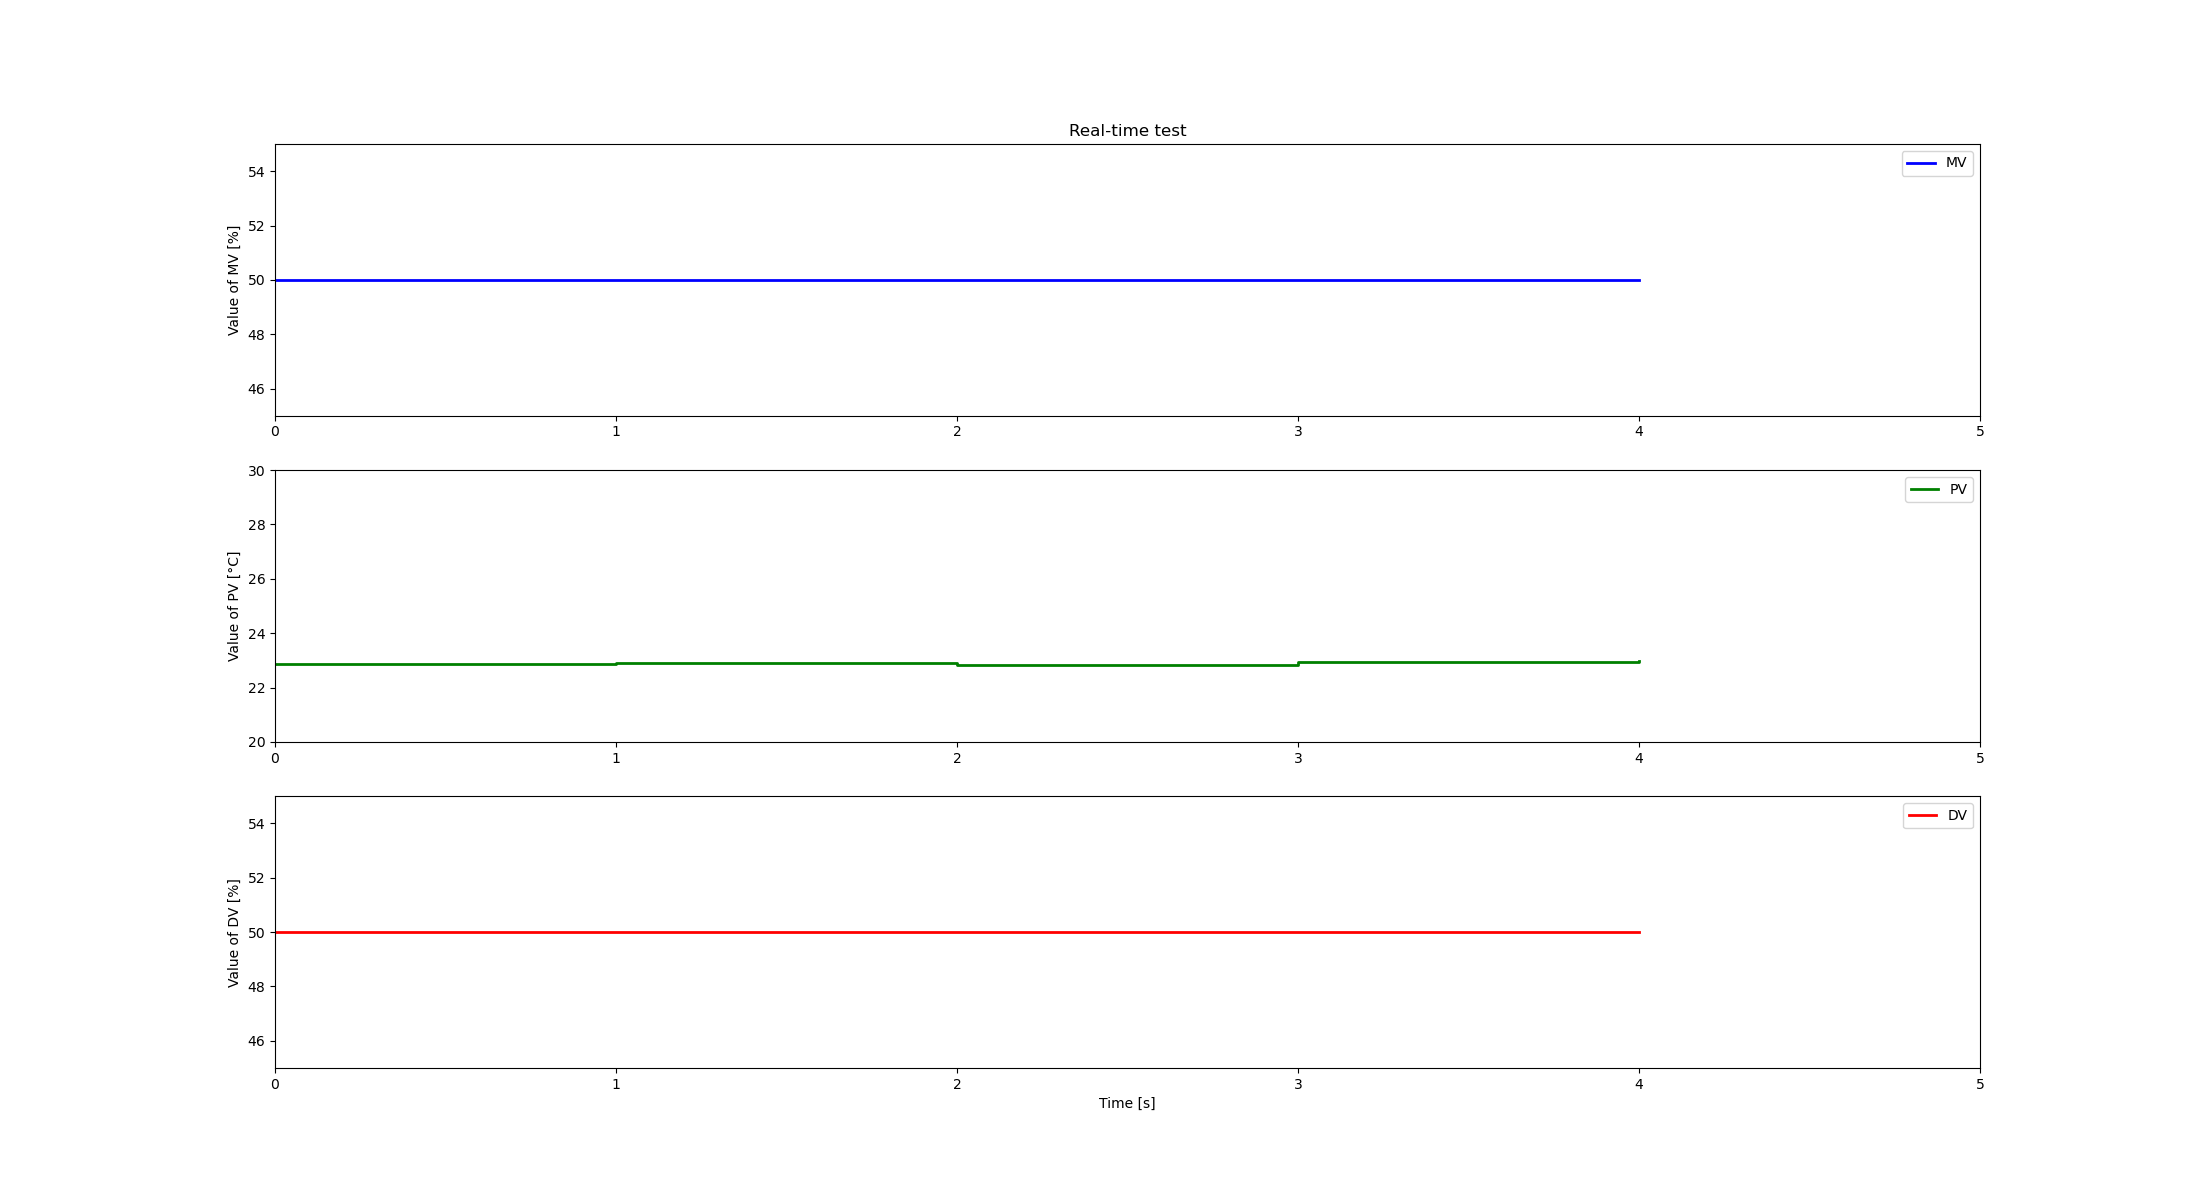 Real-time test
MV
Value of MV [%]
54
52
50
48
46
0 1 2 3 4 5
PV
Value of PV [°C]
30
28
26
24
22
20
0 1 2 3 4 5
DV
Value of DV [%]
54
52
50
48
46
0 1 2 3 4 5
Time [s]